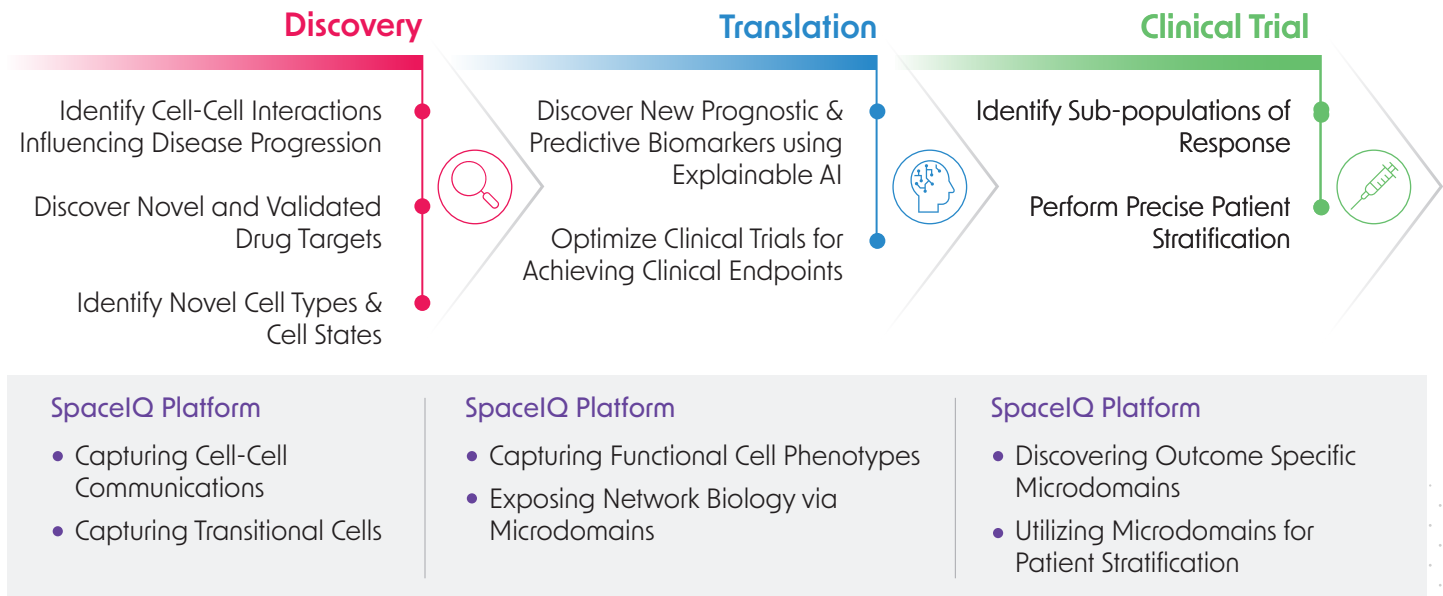 Discovery
Identify Cell-Cell Interactions
Influencing Disease Progression
Discover Novel and Validated
Drug Targets
Identify Novel Cell Types &
Cell States
Translation
Discover New Prognostic &
Predictive Biomarkers using
Explainable AI
Optimize Clinical Trials for
Achieving Clinical Endpoints
Clinical Trial
Identify Sub-populations of
Response
Perform Precise Patient
Stratification
SpaceIQ Platform
• Capturing Cell-Cell
Communications
• Capturing Transitional Cells
SpaceIQ Platform
• Capturing Functional Cell Phenotypes
• Exposing Network Biology via
Microdomains
SpaceIQ Platform
• Discovering Outcome Specific
Microdomains
• Utilizing Microdomains for
Patient Stratification